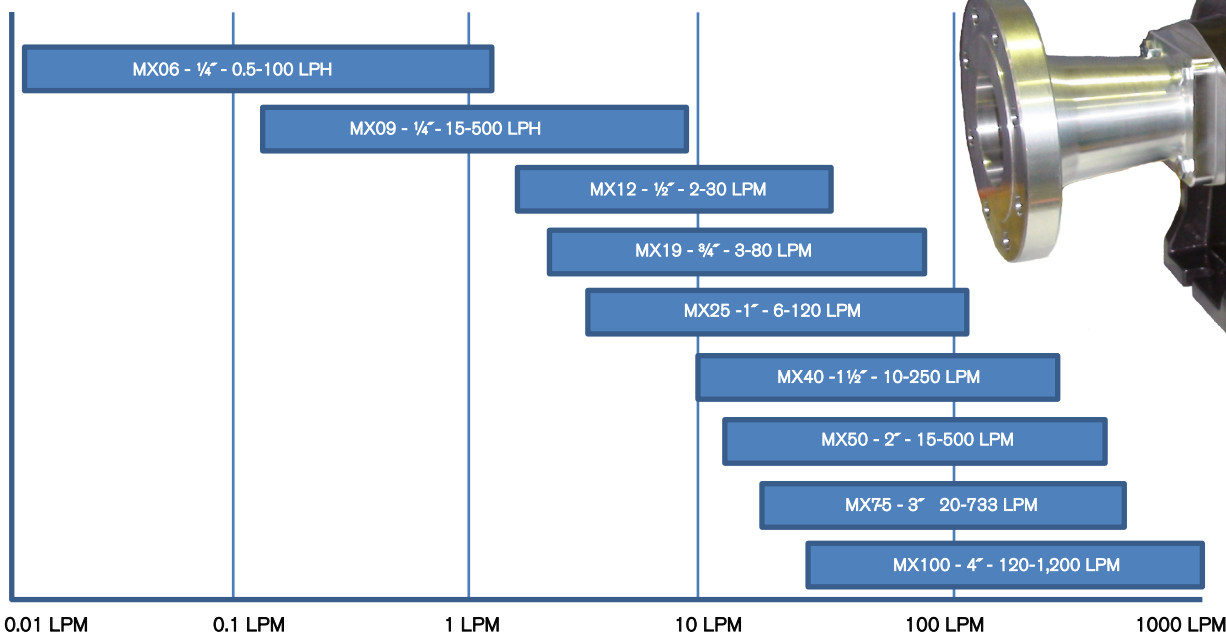 MX06 - ¼˝ - 0.5-100 LPH
MX09 - ¼˝- 15-500 LPH
MX12 - ½˝ - 2-30 LPM
MX19 - ¾˝ - 3-80 LPM
MX25 -1˝ - 6-120 LPM
MX40 -1½˝ - 10-250 LPM
MX50 - 2˝ - 15-500 LPM
MX75 - 3˝ 20-733 LPM
MX100 - 4˝ - 120-1,200 LPM
0.01 LPM 0.1 LPM 1 LPM 10 LPM 100 LPM 1000 LPM